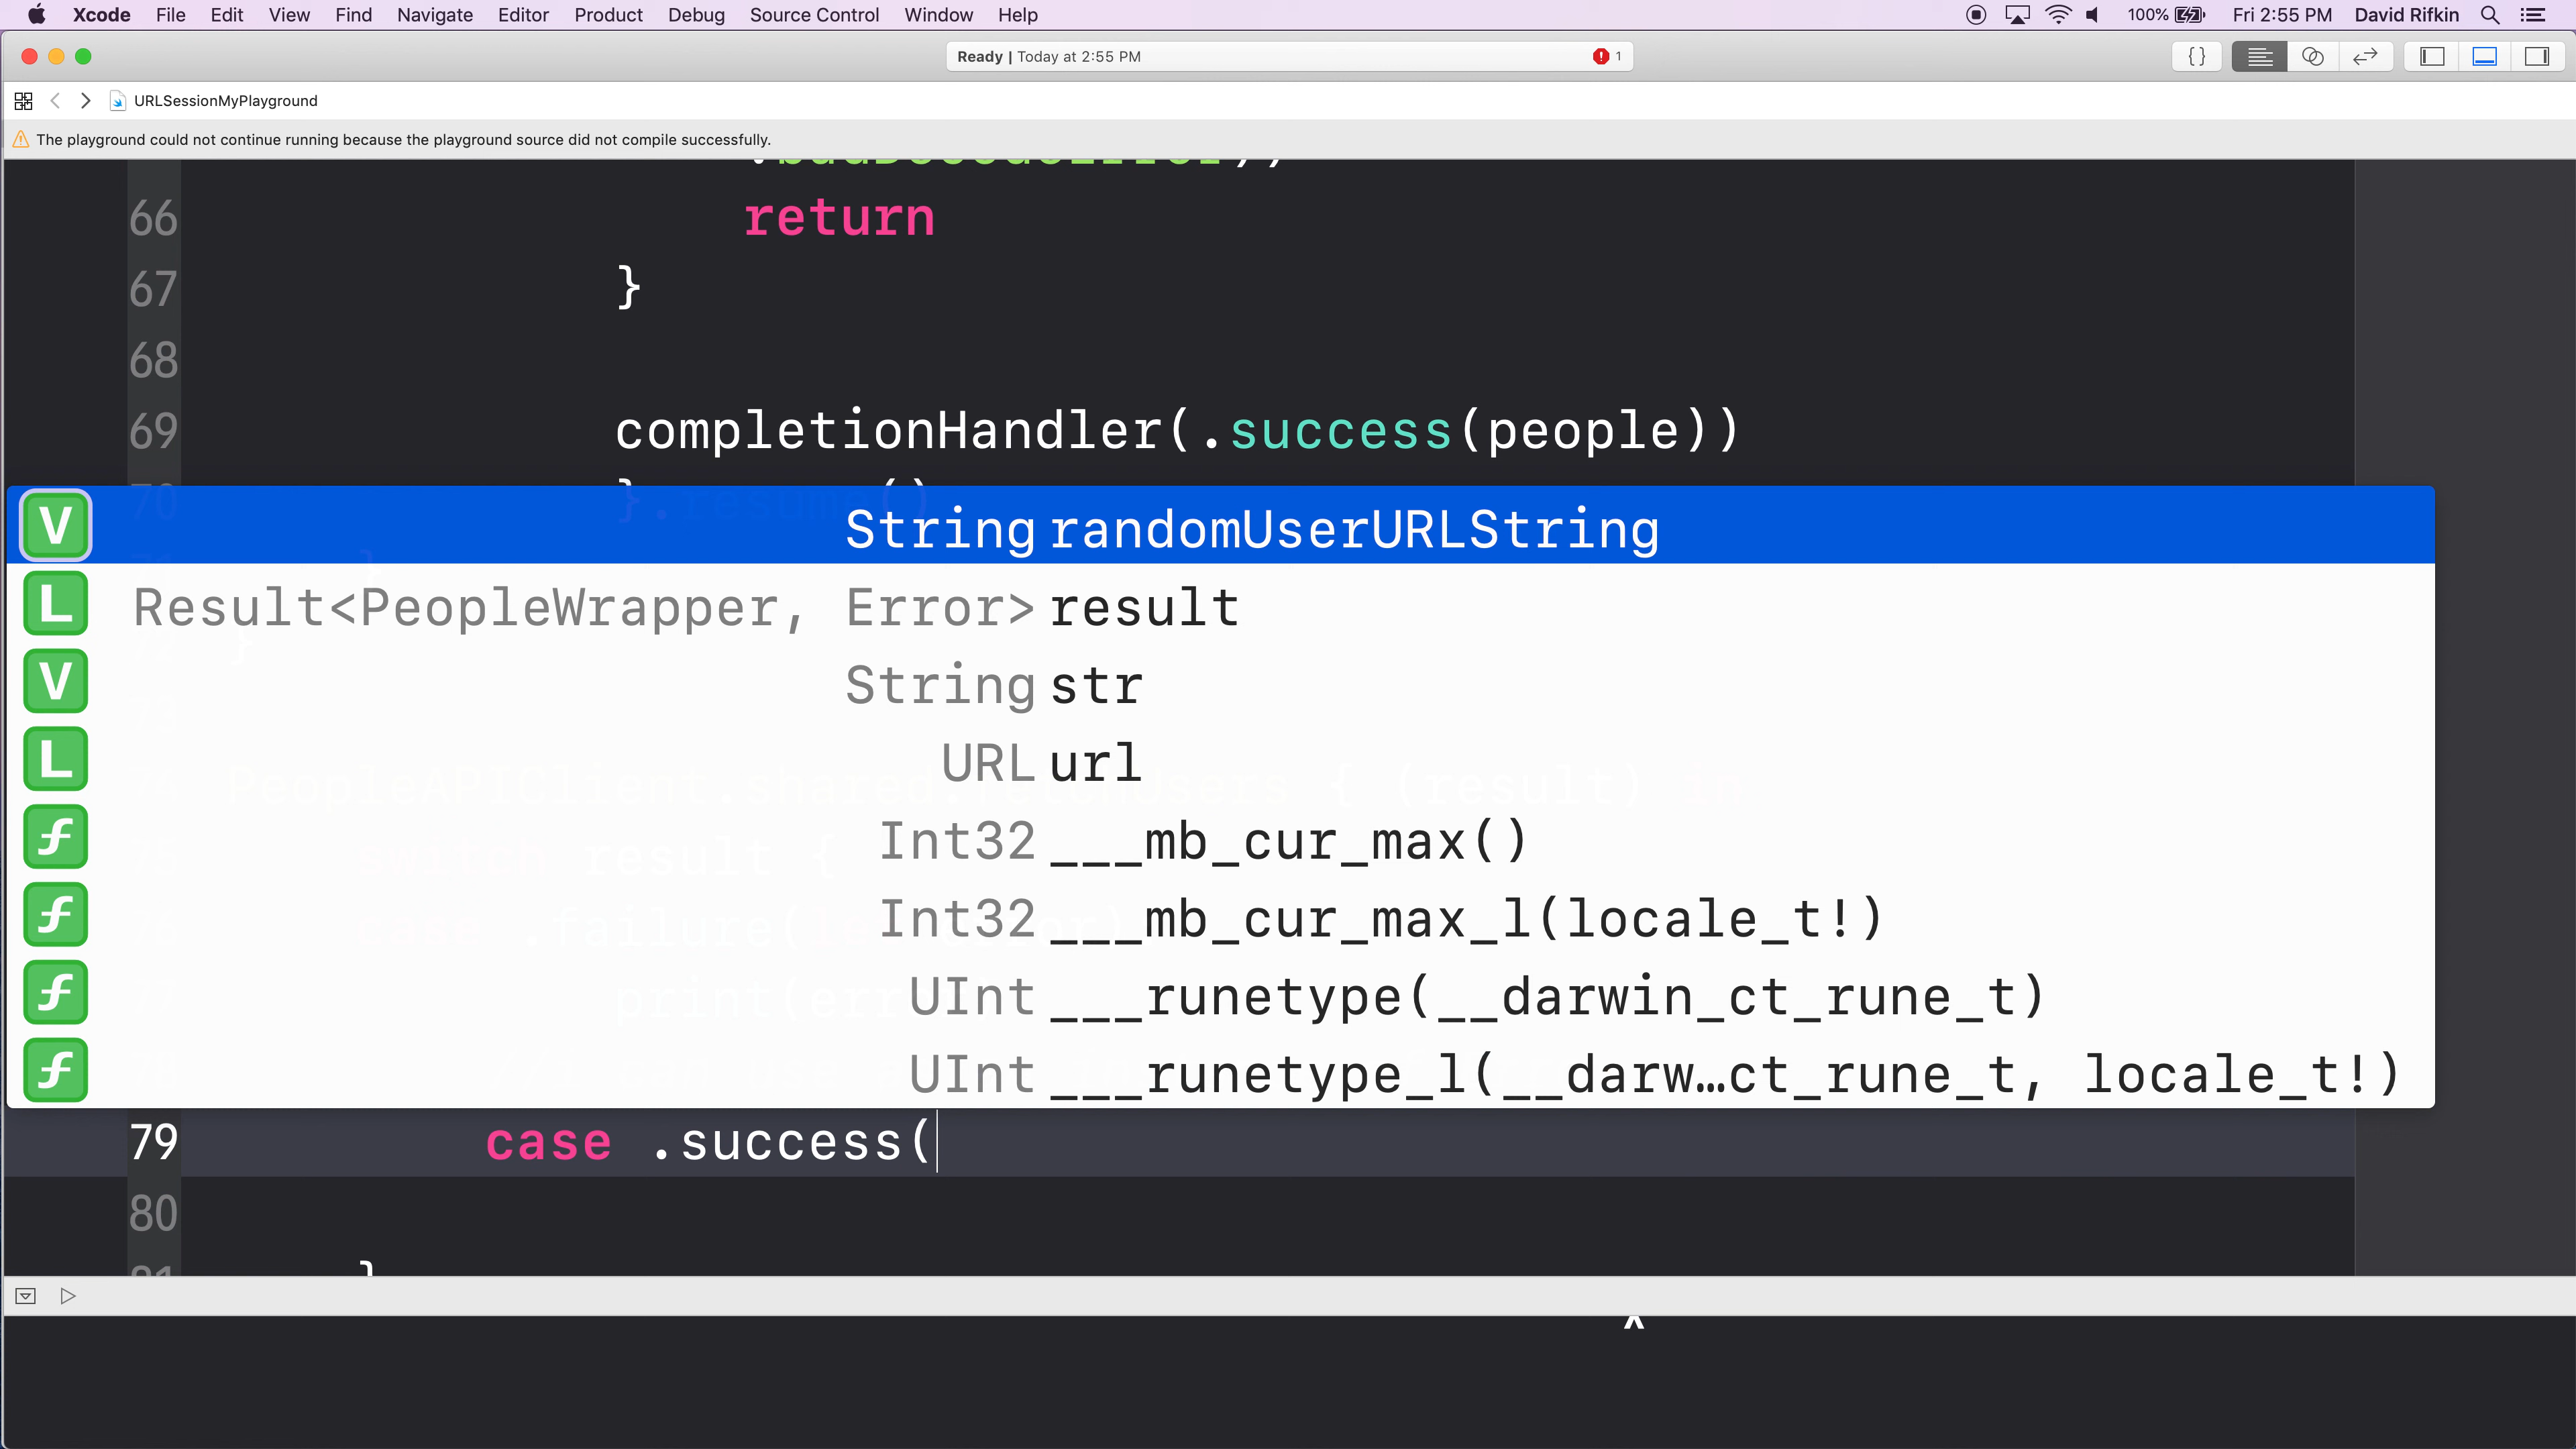 Xcode File Edit View Find Navigate Editor Product Debug Source Control Window Help 100% Fri 2:55 PM David Rifkin
Ready | Today at 2:55 PM 1
URLSessionMyPlayground
The playground could not continue running because the playground source did not compile successfully.
66 return
67 }
68
69 completionHandler(.success(people))
70 }.resume()
V String randomUserURLString
L Result<PeopleWrapper, Error> result
V String str
L URL url
f Int32 ___mb_cur_max()
f Int32 ___mb_cur_max_l(locale_t!)
f UInt ___runetype(__darwin_ct_rune_t)
f UInt ___runetype_l(__darw…ct_rune_t, locale_t!)
79 case .success(
80
81 }
^